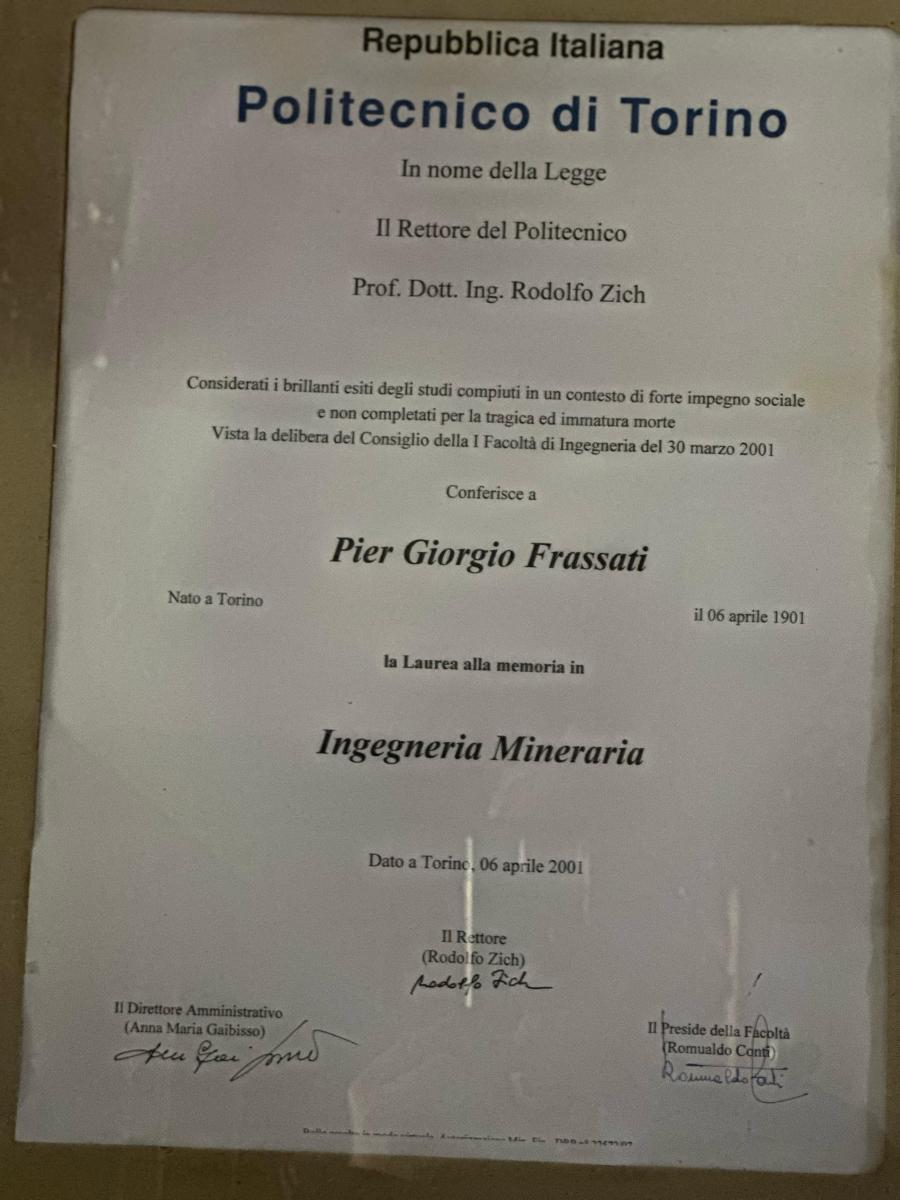 Repubblica Italiana
Politecnico di Torino
In nome della Legge
Il Rettore del Politecnico
Prof. Dott. Ing. Rodolfo Zich
Considerati i brillanti esiti degli studi compiuti in un contesto di forte impegno sociale
e non completati per la tragica ed immatura morte
Vista la delibera del Consiglio della I Facoltà di Ingegneria del 30 marzo 2001
Conferisce a
Pier Giorgio Frassati
Nato a Torino il 06 aprile 1901
la Laurea alla memoria in
Ingegneria Mineraria
Dato a Torino, 06 aprile 2001
Il Rettore
(Rodolfo Zich)
Rodolfo Zich
Il Direttore Amministrativo
(Anna Maria Gaibisso)
Il Preside della Facoltà
(Romualdo Conti)
Romualdo Conti